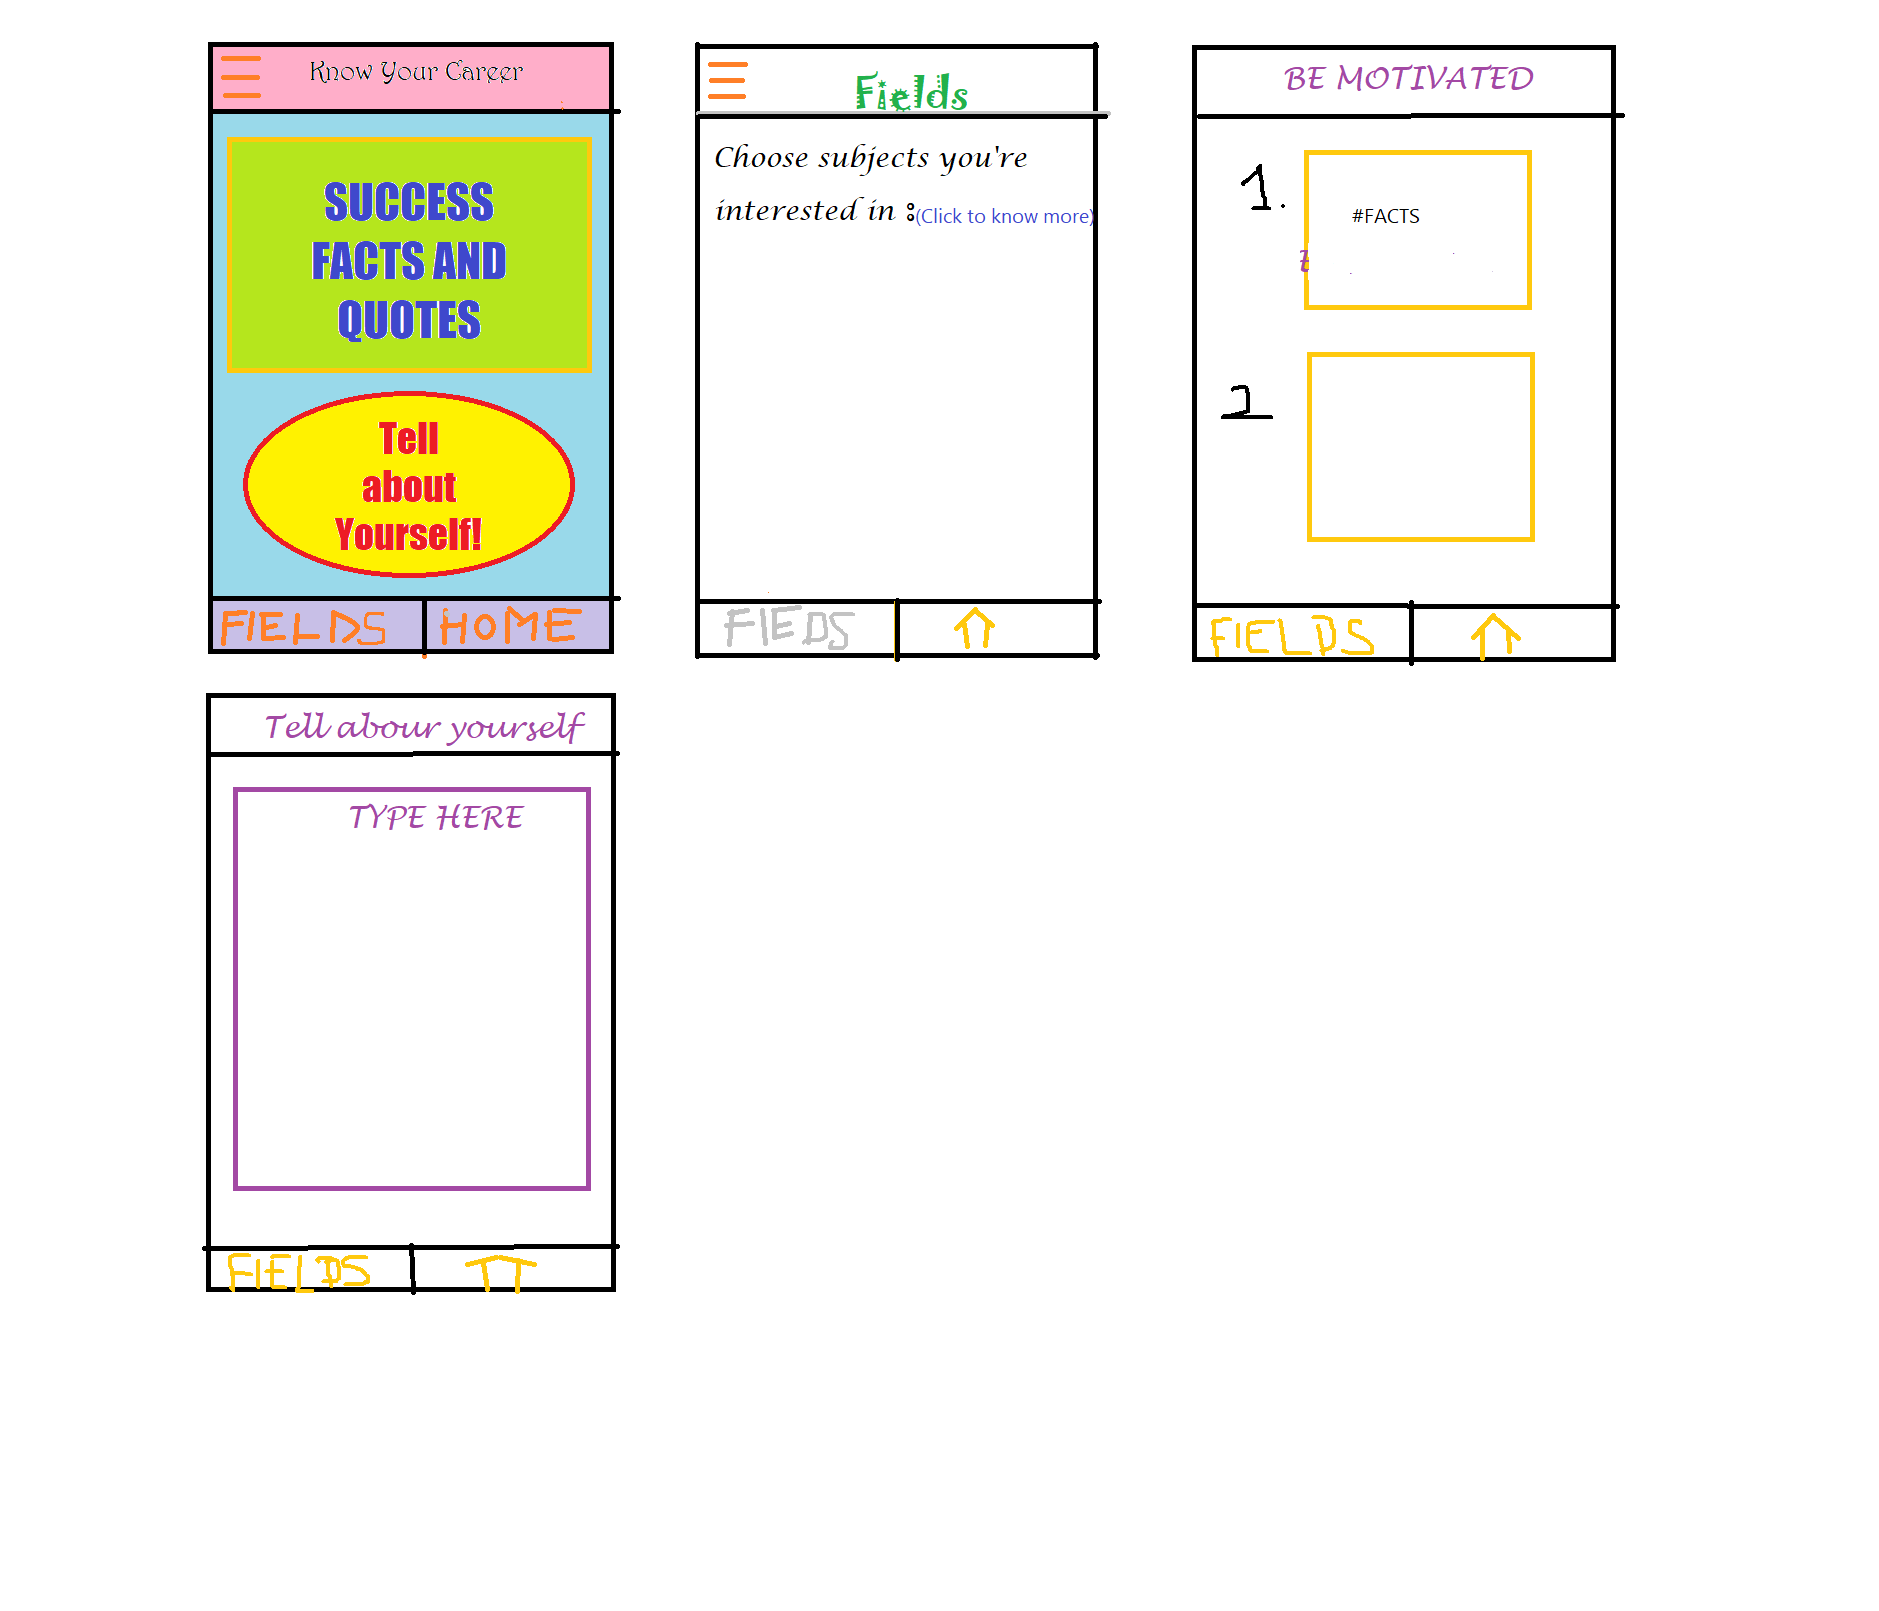 Know Your Career
SUCCESS
FACTS AND
QUOTES
Tell
about
Yourself!
FIELDS HOME
Fields
Choose subjects you're
interested in :(Click to know more)
FIEDS
BE MOTIVATED
1.
#FACTS
t
2
FIELDS
Tell abour yourself
TYPE HERE
FIELDS